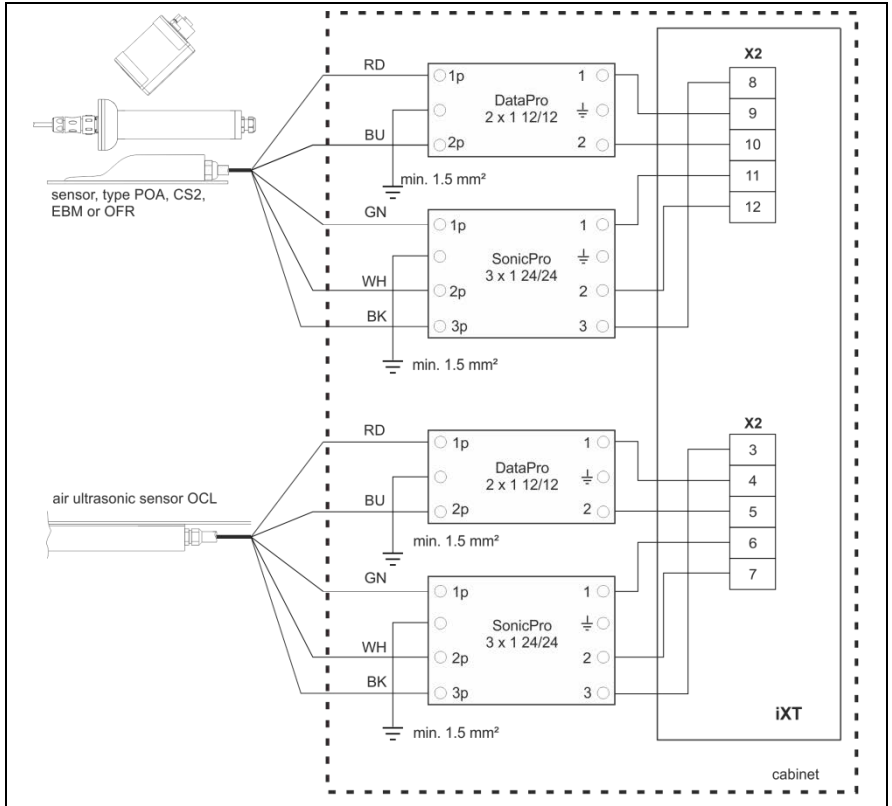 RD
1p
1
DataPro
2 x 1 12/12
BU
2p
2
min. 1.5 mm²
sensor, type POA, CS2,
EBM or OFR
GN
1p
1
SonicPro
3 x 1 24/24
WH
2p
2
BK
3p
3
min. 1.5 mm²
X2
8
9
10
11
12
RD
1p
1
DataPro
2 x 1 12/12
air ultrasonic sensor OCL
BU
2p
2
min. 1.5 mm²
GN
1p
1
SonicPro
3 x 1 24/24
WH
2p
2
BK
3p
3
min. 1.5 mm²
X2
3
4
5
6
7
iXT
cabinet